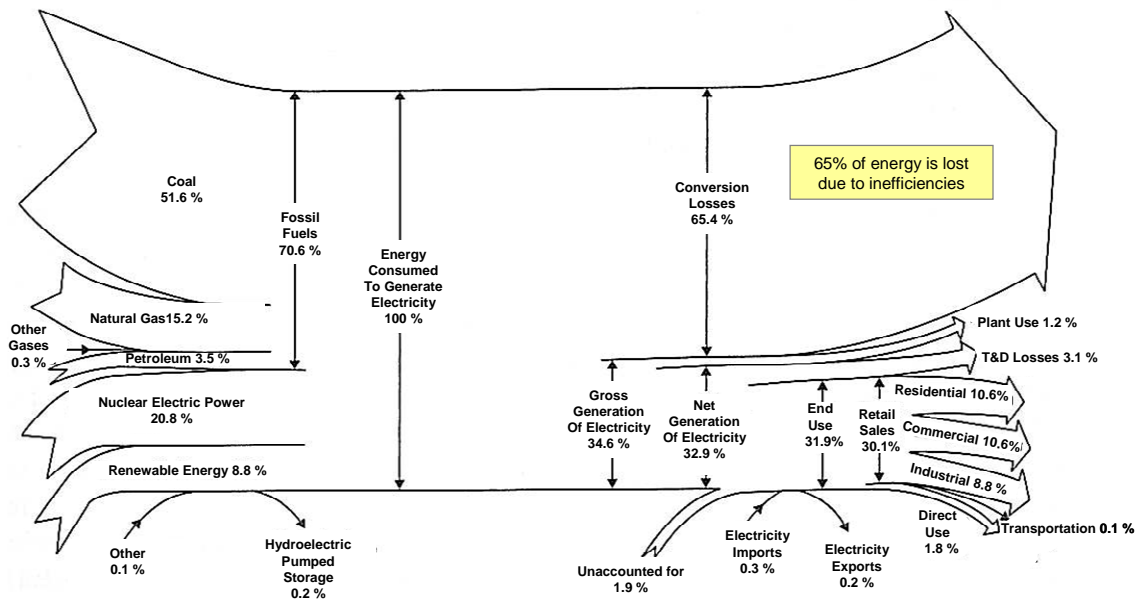 Coal
51.6 %
Natural Gas15.2 %
Other
Gases
0.3 %
Petroleum 3.5 %
Nuclear Electric Power
20.8 %
Renewable Energy 8.8 %
Other
0.1 %
Hydroelectric
Pumped
Storage
0.2 %
Fossil
Fuels
70.6 %
Energy
Consumed
To Generate
Electricity
100 %
Conversion
Losses
65.4 %
65% of energy is lost
due to inefficiencies
Gross
Generation
Of Electricity
34.6 %
Net
Generation
Of Electricity
32.9 %
End
Use
31.9%
Retail
Sales
30.1%
Plant Use 1.2 %
T&D Losses 3.1 %
Residential 10.6%
Commercial 10.6%
Industrial 8.8 %
Transportation 0.1 %
Direct
Use
1.8 %
Unaccounted for
1.9 %
Electricity
Imports
0.3 %
Electricity
Exports
0.2 %